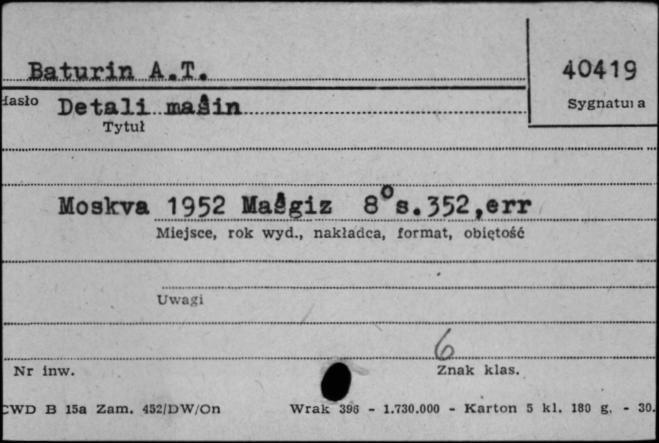 Baturin A.T.
40419
Hasło Detali mašin
Sygnatura
Tytuł
Moskva 1952 Mašgiz 8° s.352,err
Miejsce, rok wyd., nakładca, format, objętość
Uwagi
6
Nr inw. Znak klas.
CWD B 15a Zam. 452/DW/On Wrak 396 - 1.730.000 - Karton 5 kl. 180 g. - 30.